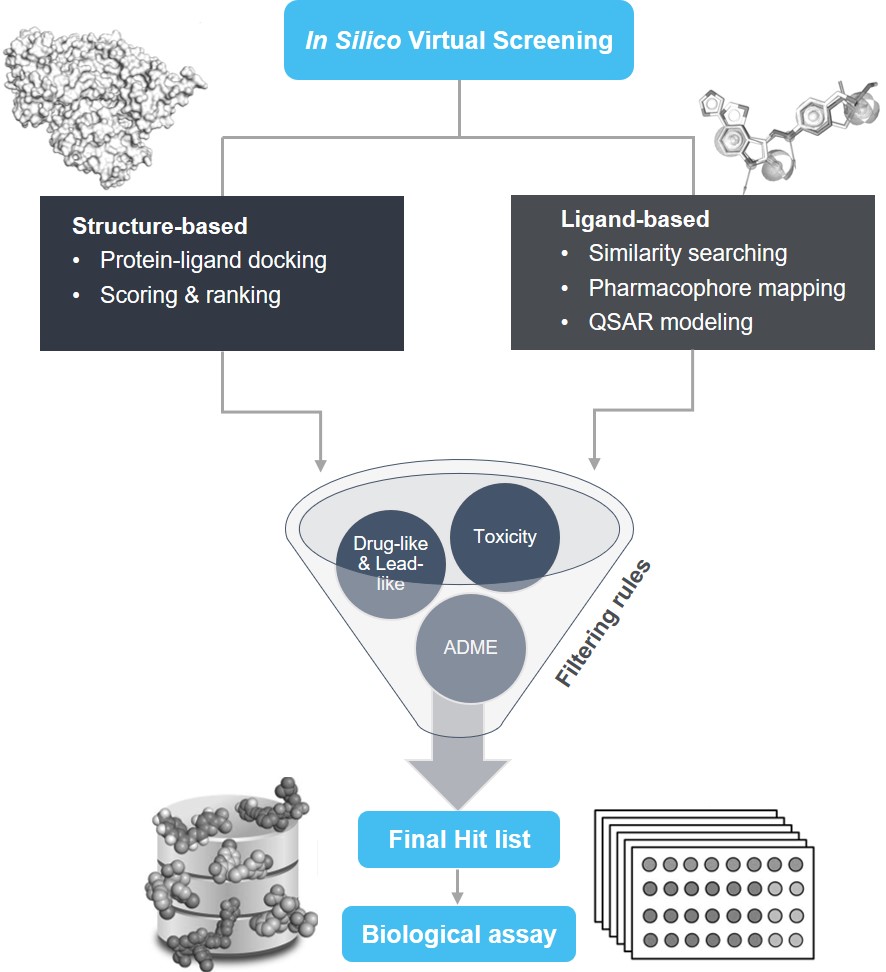 In Silico Virtual Screening
Structure-based
• Protein-ligand docking
• Scoring & ranking
Ligand-based
• Similarity searching
• Pharmacophore mapping
• QSAR modeling
Drug-like
& Lead-
like
Toxicity
ADME
Filtering rules
Final Hit list
Biological assay